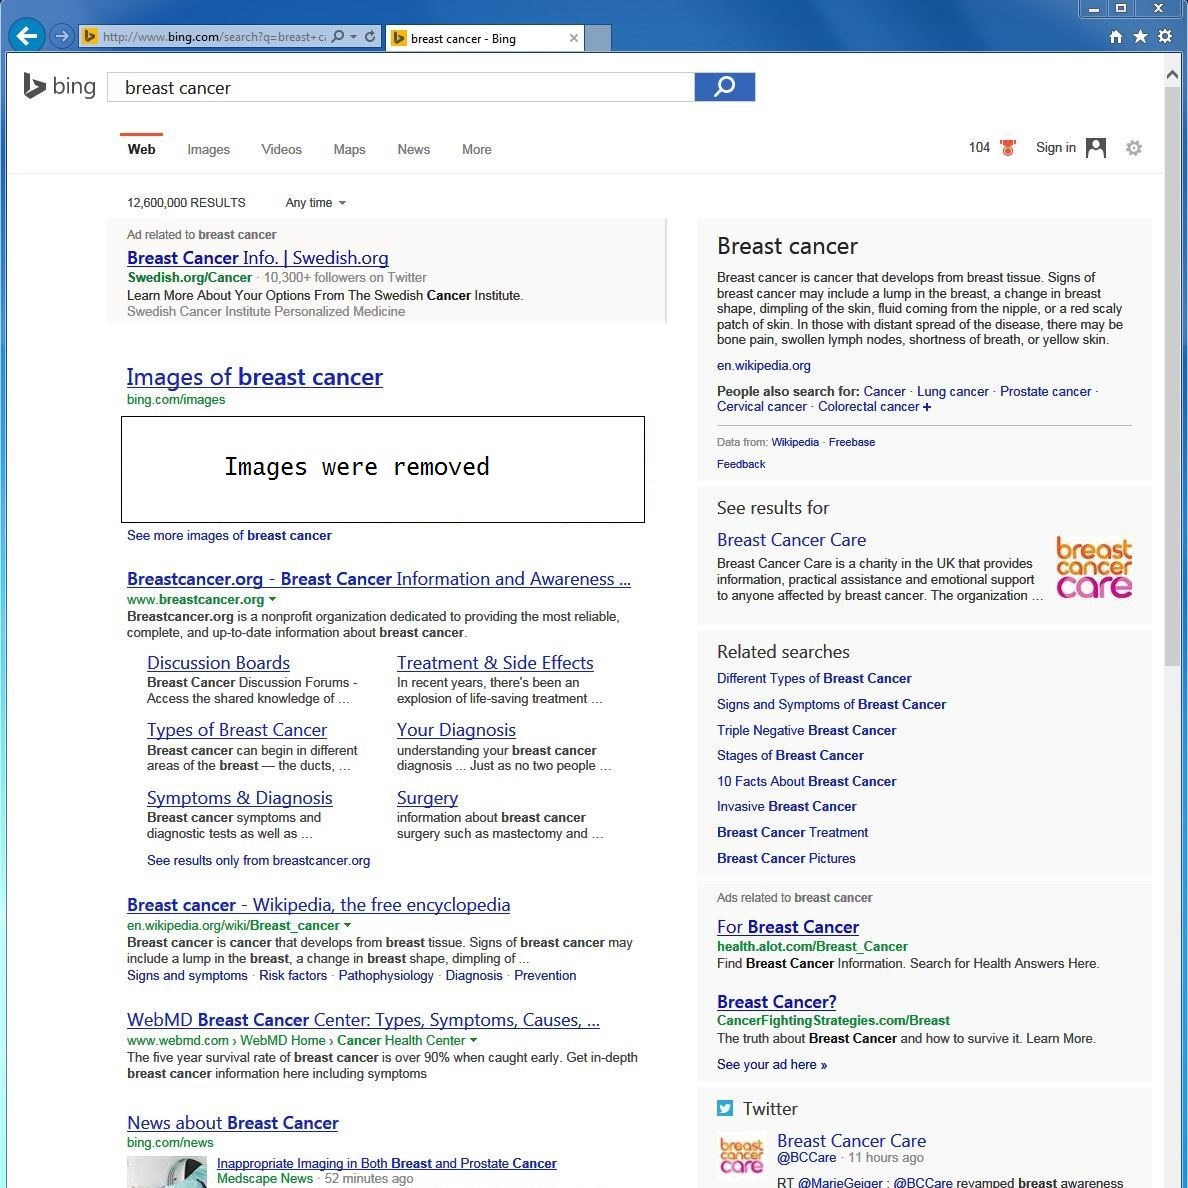 http://www.bing.com/search?q=breast+c
breast cancer - Bing
bing
breast cancer
Web
Images
Videos
Maps
News
More
104
Sign in
12,600,000 RESULTS
Any time
Ad related to breast cancer
Breast Cancer Info. | Swedish.org
Swedish.org/Cancer · 10,300+ followers on Twitter
Learn More About Your Options From The Swedish Cancer Institute.
Swedish Cancer Institute Personalized Medicine
Images of breast cancer
bing.com/images
Images were removed
See more images of breast cancer
Breastcancer.org - Breast Cancer Information and Awareness ...
www.breastcancer.org
Breastcancer.org is a nonprofit organization dedicated to providing the most reliable,
complete, and up-to-date information about breast cancer.
Discussion Boards
Breast Cancer Discussion Forums -
Access the shared knowledge of ...
Treatment & Side Effects
In recent years, there's been an
explosion of life-saving treatment ...
Types of Breast Cancer
Breast cancer can begin in different
areas of the breast — the ducts, ...
Your Diagnosis
understanding your breast cancer
diagnosis ... Just as no two people ...
Symptoms & Diagnosis
Breast cancer symptoms and
diagnostic tests as well as ...
Surgery
information about breast cancer
surgery such as mastectomy and ...
See results only from breastcancer.org
Breast cancer - Wikipedia, the free encyclopedia
en.wikipedia.org/wiki/Breast_cancer
Breast cancer is cancer that develops from breast tissue. Signs of breast cancer may
include a lump in the breast, a change in breast shape, dimpling of ...
Signs and symptoms · Risk factors · Pathophysiology · Diagnosis · Prevention
WebMD Breast Cancer Center: Types, Symptoms, Causes, ...
www.webmd.com › WebMD Home › Cancer Health Center
The five year survival rate of breast cancer is over 90% when caught early. Get in-depth
breast cancer information here including symptoms
News about Breast Cancer
bing.com/news
Inappropriate Imaging in Both Breast and Prostate Cancer
Medscape News · 52 minutes ago
Breast cancer
Breast cancer is cancer that develops from breast tissue. Signs of
breast cancer may include a lump in the breast, a change in breast
shape, dimpling of the skin, fluid coming from the nipple, or a red scaly
patch of skin. In those with distant spread of the disease, there may be
bone pain, swollen lymph nodes, shortness of breath, or yellow skin.
en.wikipedia.org
People also search for: Cancer · Lung cancer · Prostate cancer ·
Cervical cancer · Colorectal cancer +
Data from: Wikipedia · Freebase
Feedback
See results for
Breast Cancer Care
Breast Cancer Care is a charity in the UK that provides
information, practical assistance and emotional support
to anyone affected by breast cancer. The organization ...
breast
cancer
care
Related searches
Different Types of Breast Cancer
Signs and Symptoms of Breast Cancer
Triple Negative Breast Cancer
Stages of Breast Cancer
10 Facts About Breast Cancer
Invasive Breast Cancer
Breast Cancer Treatment
Breast Cancer Pictures
Ads related to breast cancer
For Breast Cancer
health.alot.com/Breast_Cancer
Find Breast Cancer Information. Search for Health Answers Here.
Breast Cancer?
CancerFightingStrategies.com/Breast
The truth about Breast Cancer and how to survive it. Learn More.
See your ad here »
Twitter
breast
cancer
care
Breast Cancer Care
@BCCare · 11 hours ago
RT @MarieGeiger : @BCCare revamped breast awareness